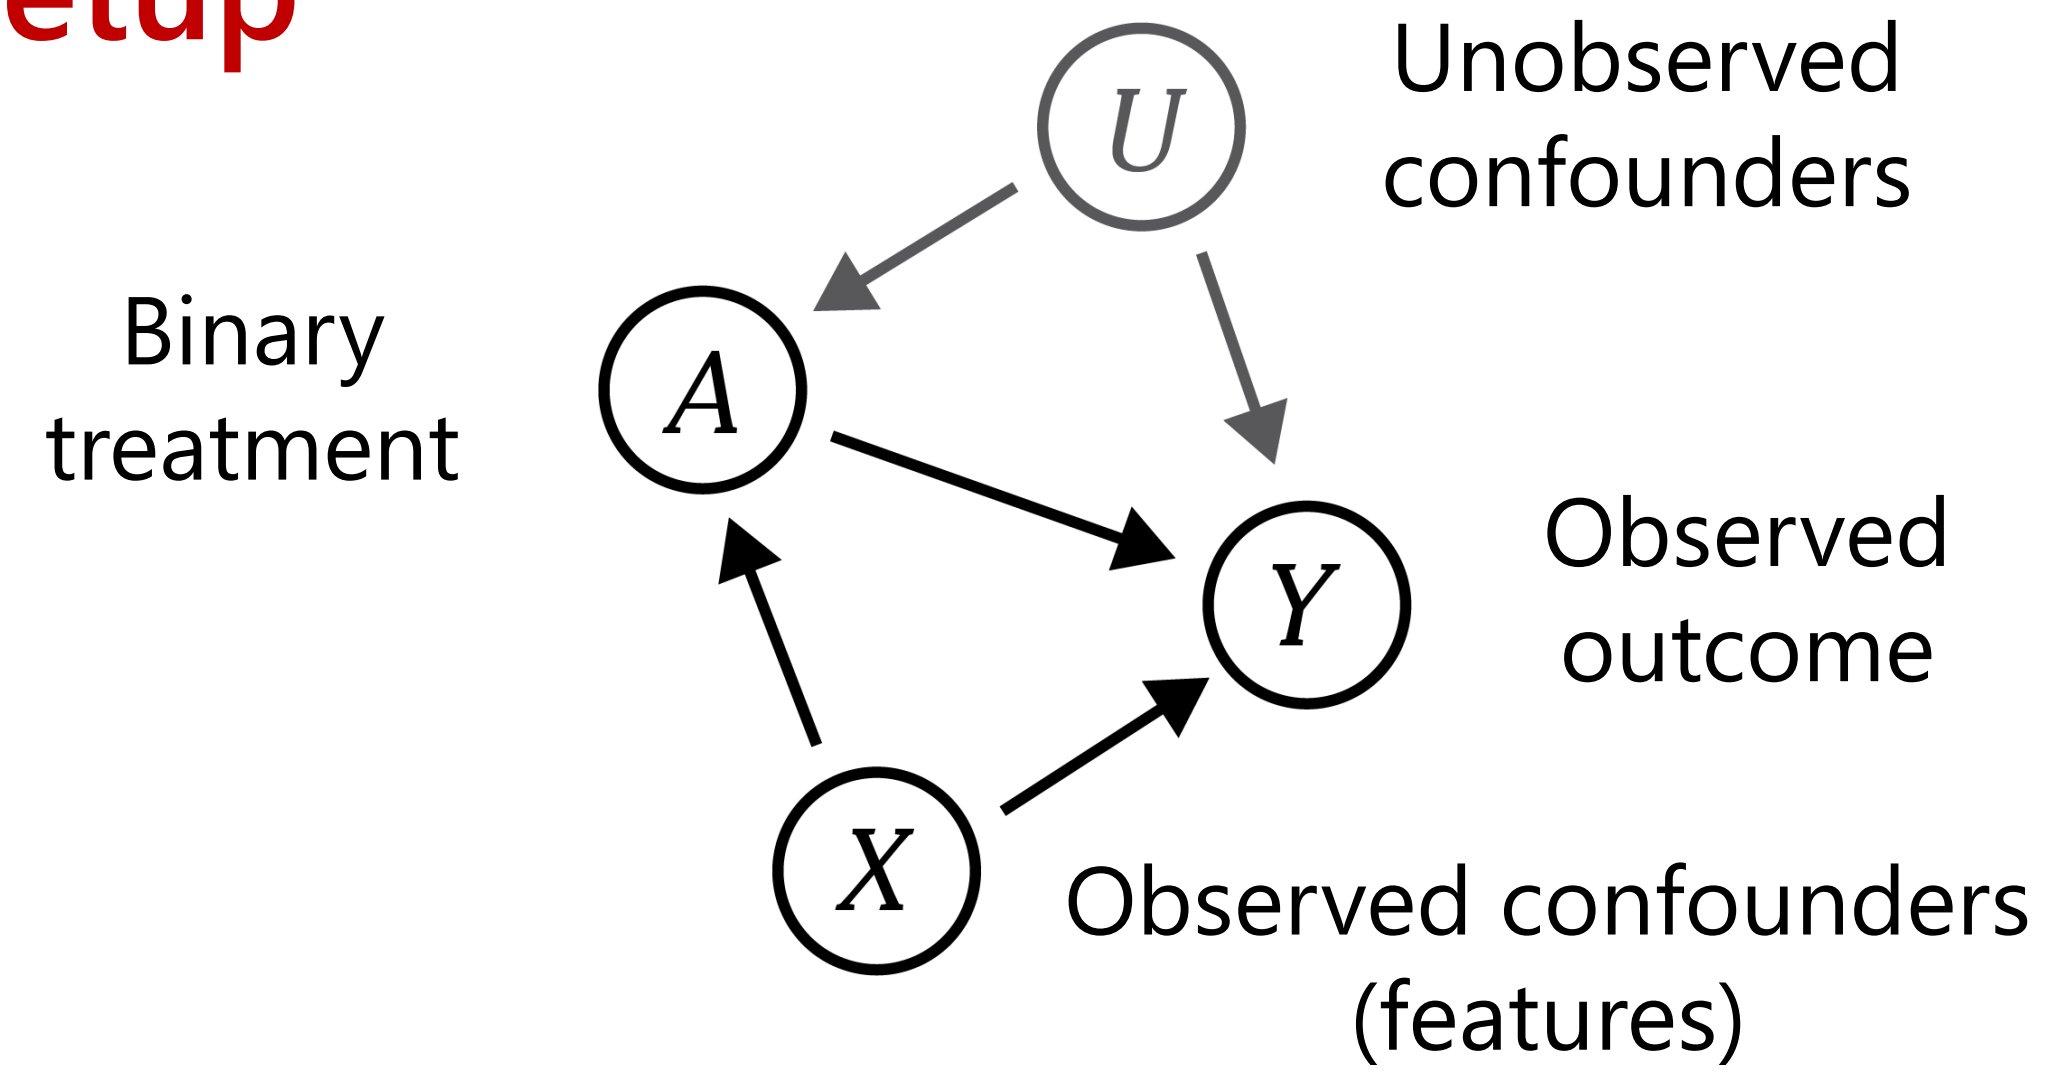 etup
U
Unobserved
confounders
Binary
treatment
A
Y
Observed
outcome
X
Observed confounders
(features)